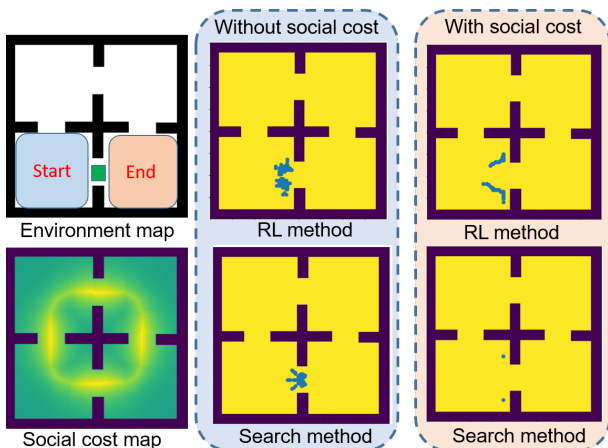 Without social cost
With social cost
Start
End
Environment map
RL method
RL method
Social cost map
Search method
Search method